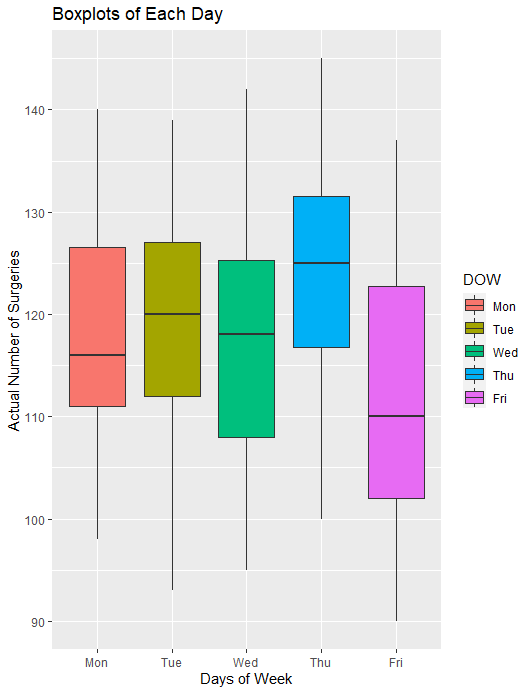 Boxplots of Each Day
Actual Number of Surgeries
140
130
120
110
100
90
Mon
Tue
Wed
Thu
Fri
Days of Week
DOW
Mon
Tue
Wed
Thu
Fri